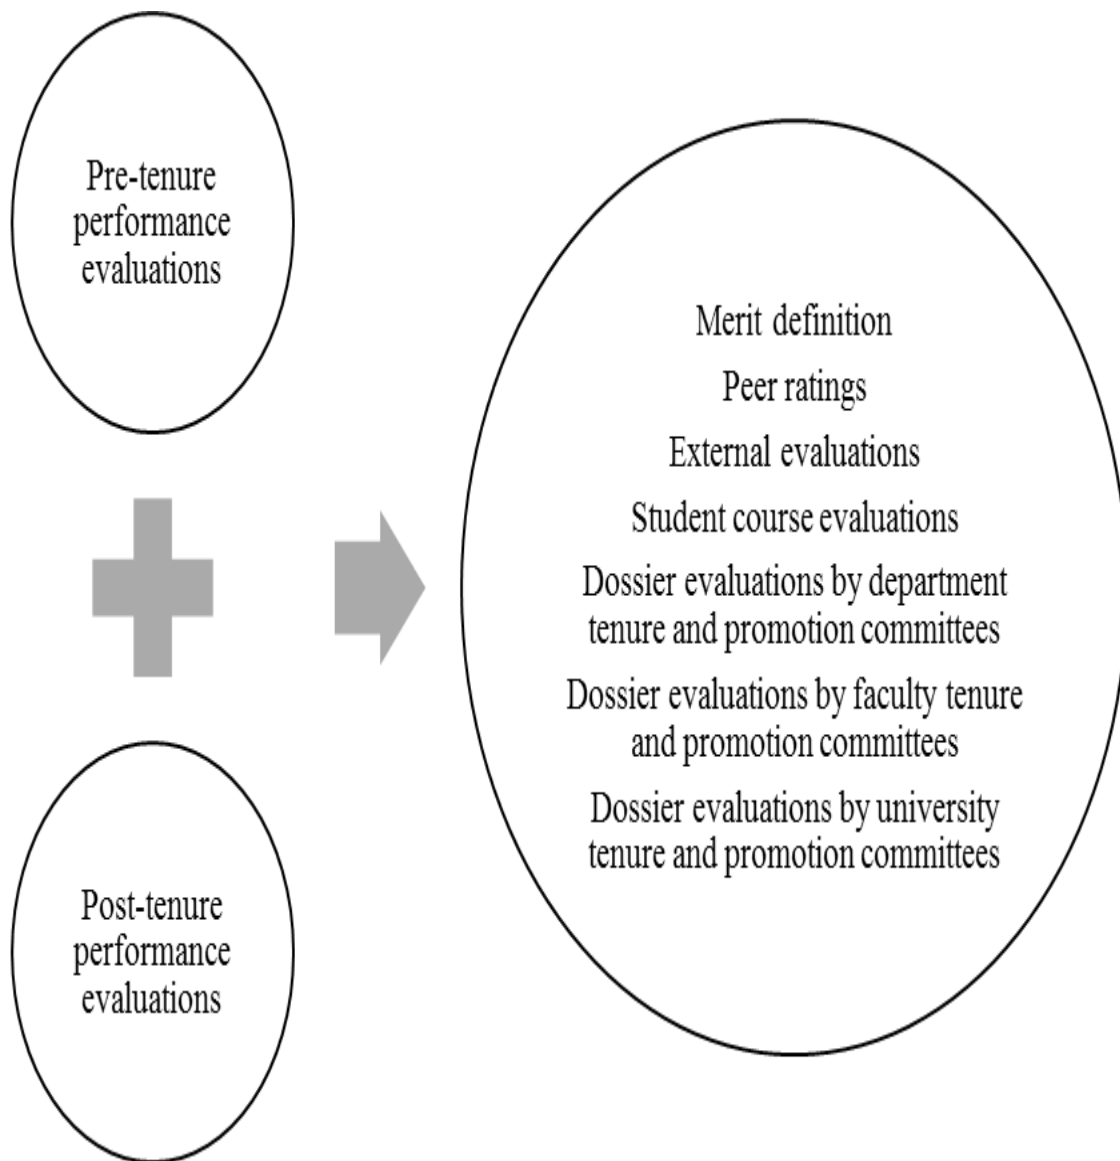 Pre-tenure
performance
evaluations
Post-tenure
performance
evaluations
Merit definition
Peer ratings
External evaluations
Student course evaluations
Dossier evaluations by department
tenure and promotion committees
Dossier evaluations by faculty tenure
and promotion committees
Dossier evaluations by university
tenure and promotion committees